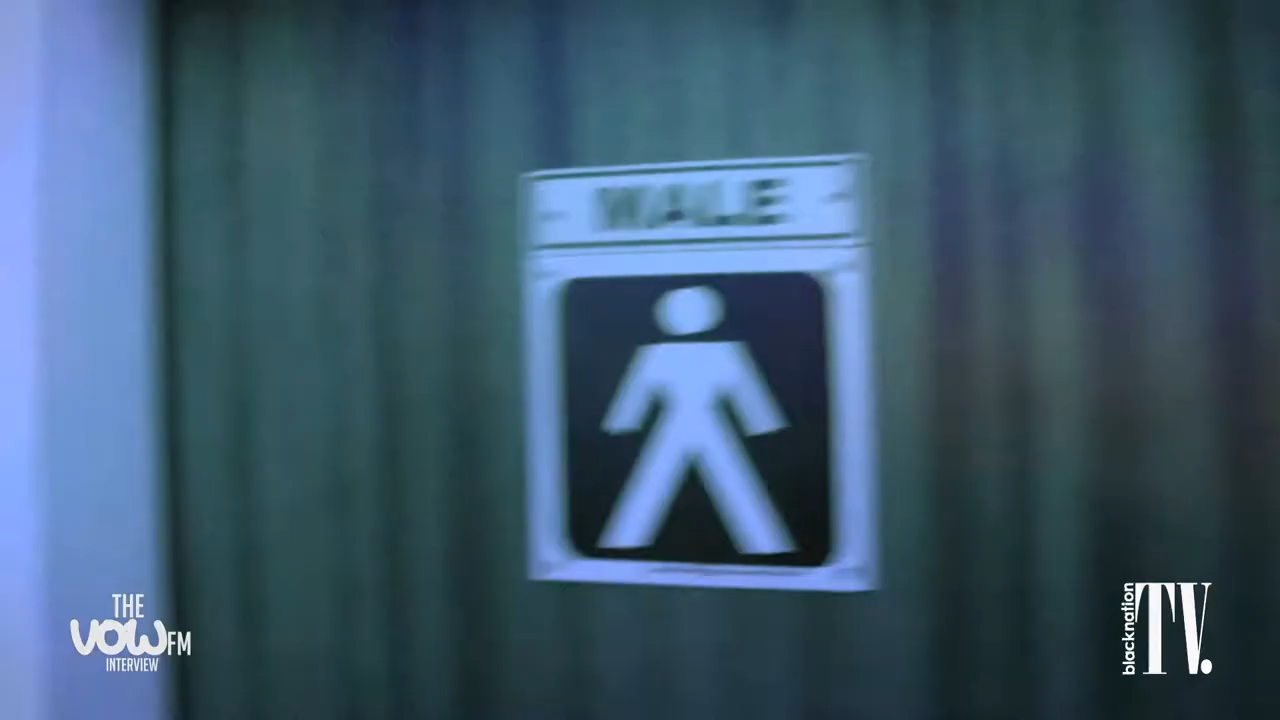 MALE
THE
VOW FM
INTERVIEW
blacknation
TV.